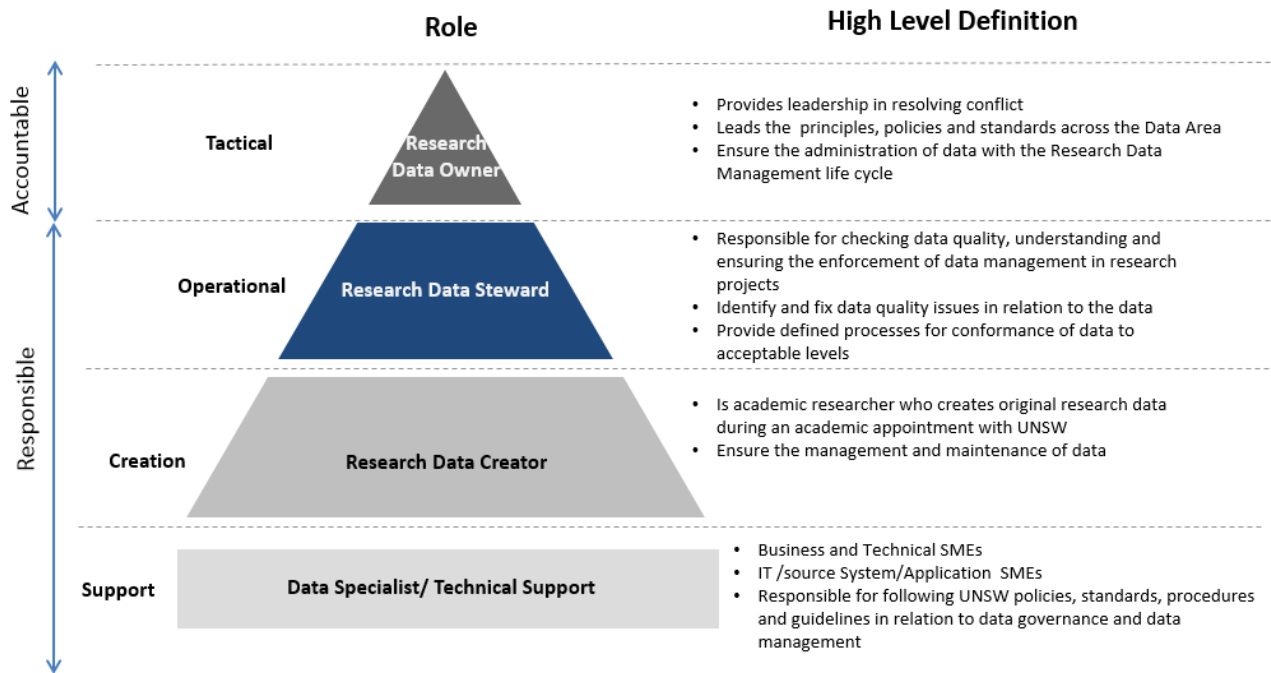 Role
High Level Definition
Accountable
Tactical
Research
Data Owner
• Provides leadership in resolving conflict
• Leads the principles, policies and standards across the Data Area
• Ensure the administration of data with the Research Data
Management life cycle
Responsible
Operational
Research Data Steward
• Responsible for checking data quality, understanding and
ensuring the enforcement of data management in research
projects
• Identify and fix data quality issues in relation to the data
• Provide defined processes for conformance of data to
acceptable levels
Creation
Research Data Creator
• Is academic researcher who creates original research data
during an academic appointment with UNSW
• Ensure the management and maintenance of data
Support
Data Specialist/ Technical Support
• Business and Technical SMEs
• IT /source System/Application SMEs
• Responsible for following UNSW policies, standards, procedures
and guidelines in relation to data governance and data
management